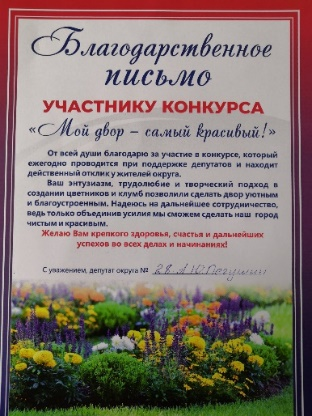 Благодарственное
письмо
УЧАСТНИКУ КОНКУРСА
«Мой двор – самый красивый!»
От всей души благодарю за участие в конкурсе, который
ежегодно проводится при поддержке депутатов и находит
действенный отклик у жителей округа.
Ваш энтузиазм, трудолюбие и творческий подход в
создании цветников и клумб позволили сделать двор уютным
и благоустроенным. Надеюсь на дальнейшее сотрудничество,
ведь только объединив усилия мы сможем сделать наш город
чистым и красивым.
Желаю Вам крепкого здоровья, счастья и дальнейших
успехов во всех делах и начинаниях!
С уважением, депутат округа № 28 А.Ю.